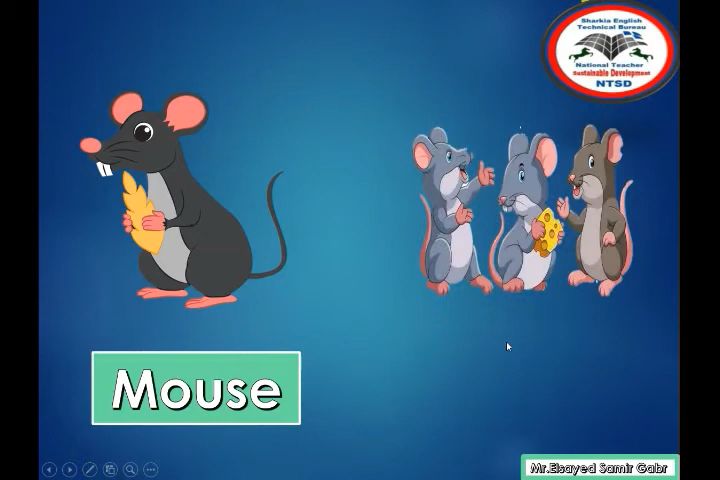 Sharkia English
Technical Bureau
National Teacher
Sustainable Development
NTSD
Mouse
Mr.Elsayed Samir Gabr